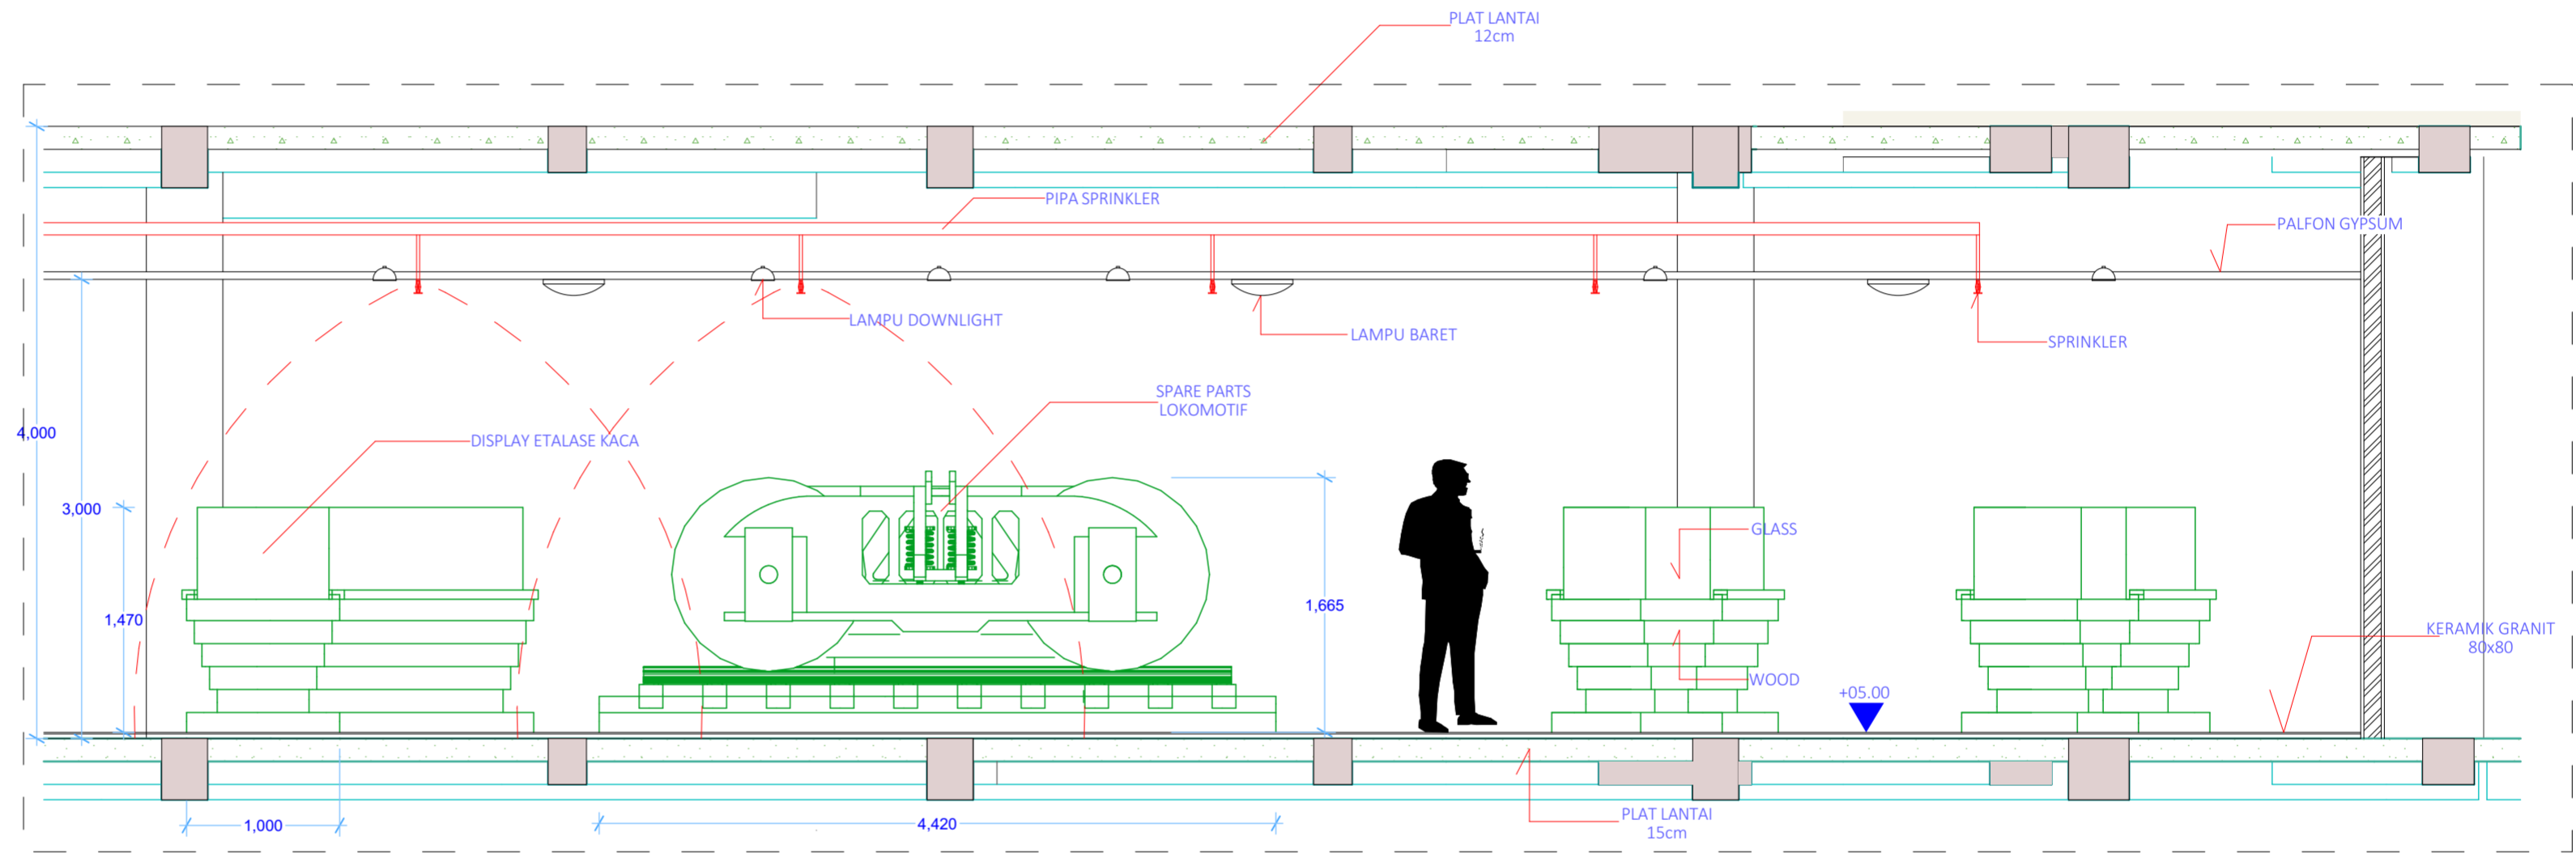 PLAT LANTAI
12cm
PIPA SPRINKLER
PALFON GYPSUM
LAMPU DOWNLIGHT
LAMPU BARET
SPRINKLER
SPARE PARTS
LOKOMOTIF
4,000
DISPLAY ETALASE KACA
3,000
GLASS
1,470
1,665
KERAMIK GRANIT
80x80
WOOD
+05.00
1,000
4,420
PLAT LANTAI
15cm